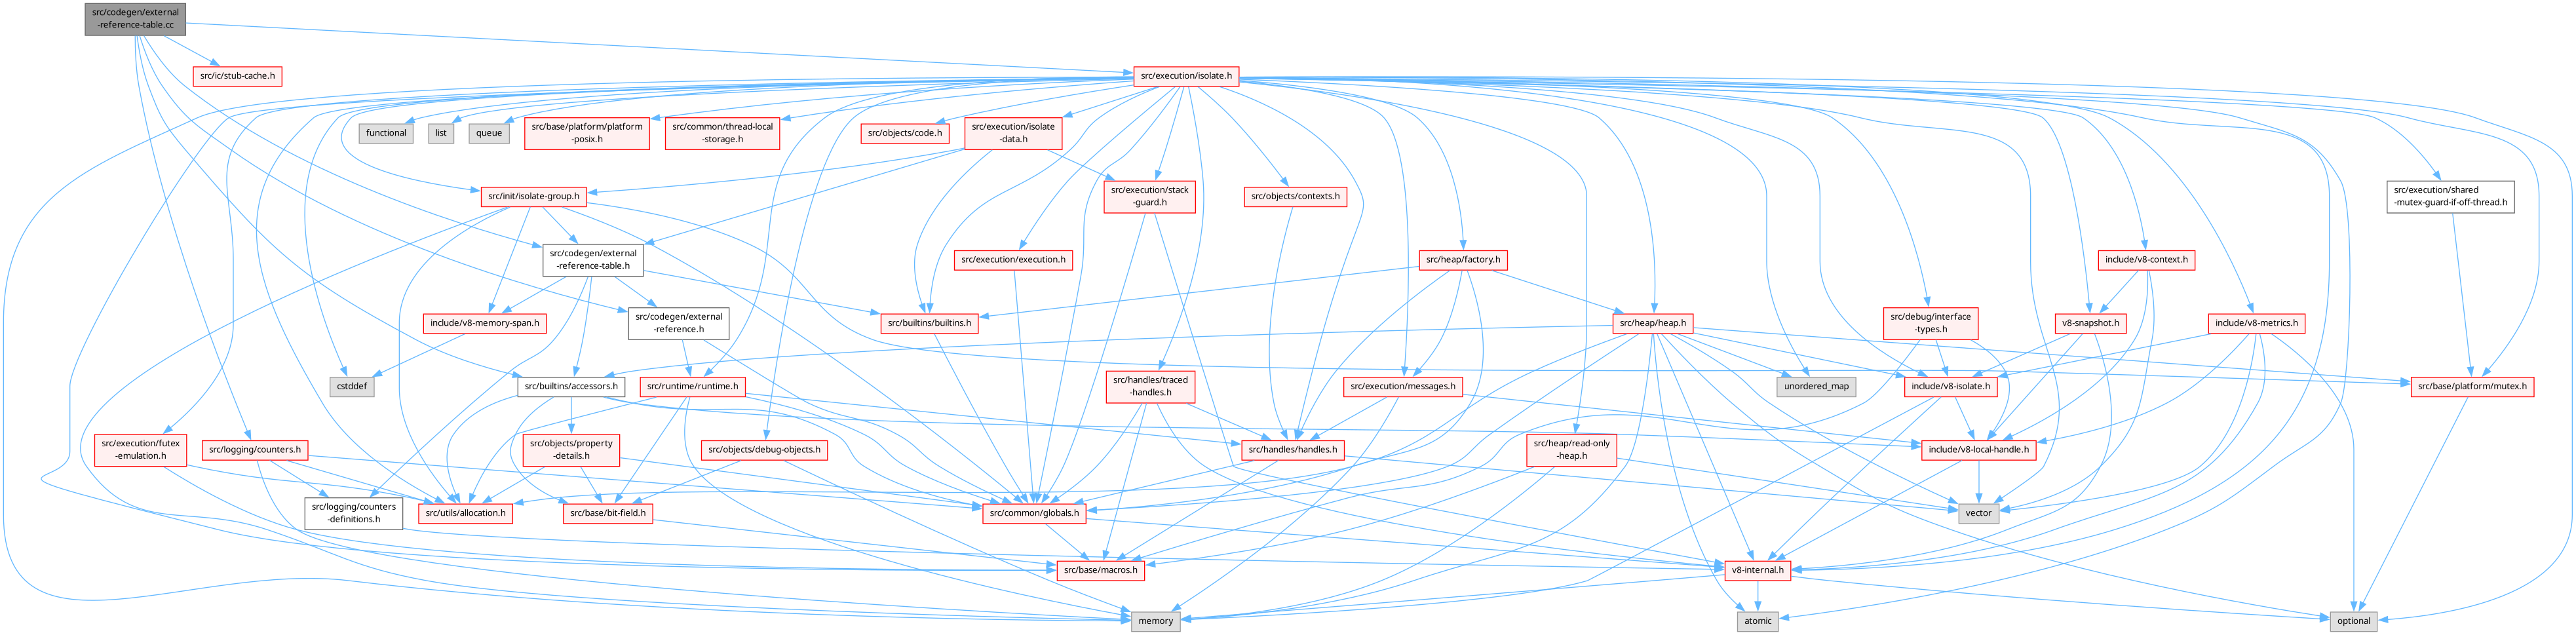 src/codegen/external
-reference-table.cc
src/ic/stub-cache.h
src/execution/isolate.h
functional
list
queue
src/base/platform/platform
-posix.h
src/common/thread-local
-storage.h
src/objects/code.h
src/execution/isolate
-data.h
src/init/isolate-group.h
src/execution/stack
-guard.h
src/objects/contexts.h
src/execution/shared
-mutex-guard-if-off-thread.h
src/codegen/external
-reference-table.h
src/execution/execution.h
src/heap/factory.h
include/v8-context.h
include/v8-memory-span.h
src/codegen/external
-reference.h
src/builtins/builtins.h
src/heap/heap.h
src/debug/interface
-types.h
v8-snapshot.h
include/v8-metrics.h
cstddef
src/builtins/accessors.h
src/runtime/runtime.h
src/handles/traced
-handles.h
src/execution/messages.h
unordered_map
include/v8-isolate.h
src/base/platform/mutex.h
src/execution/futex
-emulation.h
src/logging/counters.h
src/objects/property
-details.h
src/objects/debug-objects.h
src/handles/handles.h
src/heap/read-only
-heap.h
include/v8-local-handle.h
src/logging/counters
-definitions.h
src/utils/allocation.h
src/base/bit-field.h
src/common/globals.h
vector
src/base/macros.h
v8-internal.h
memory
atomic
optional